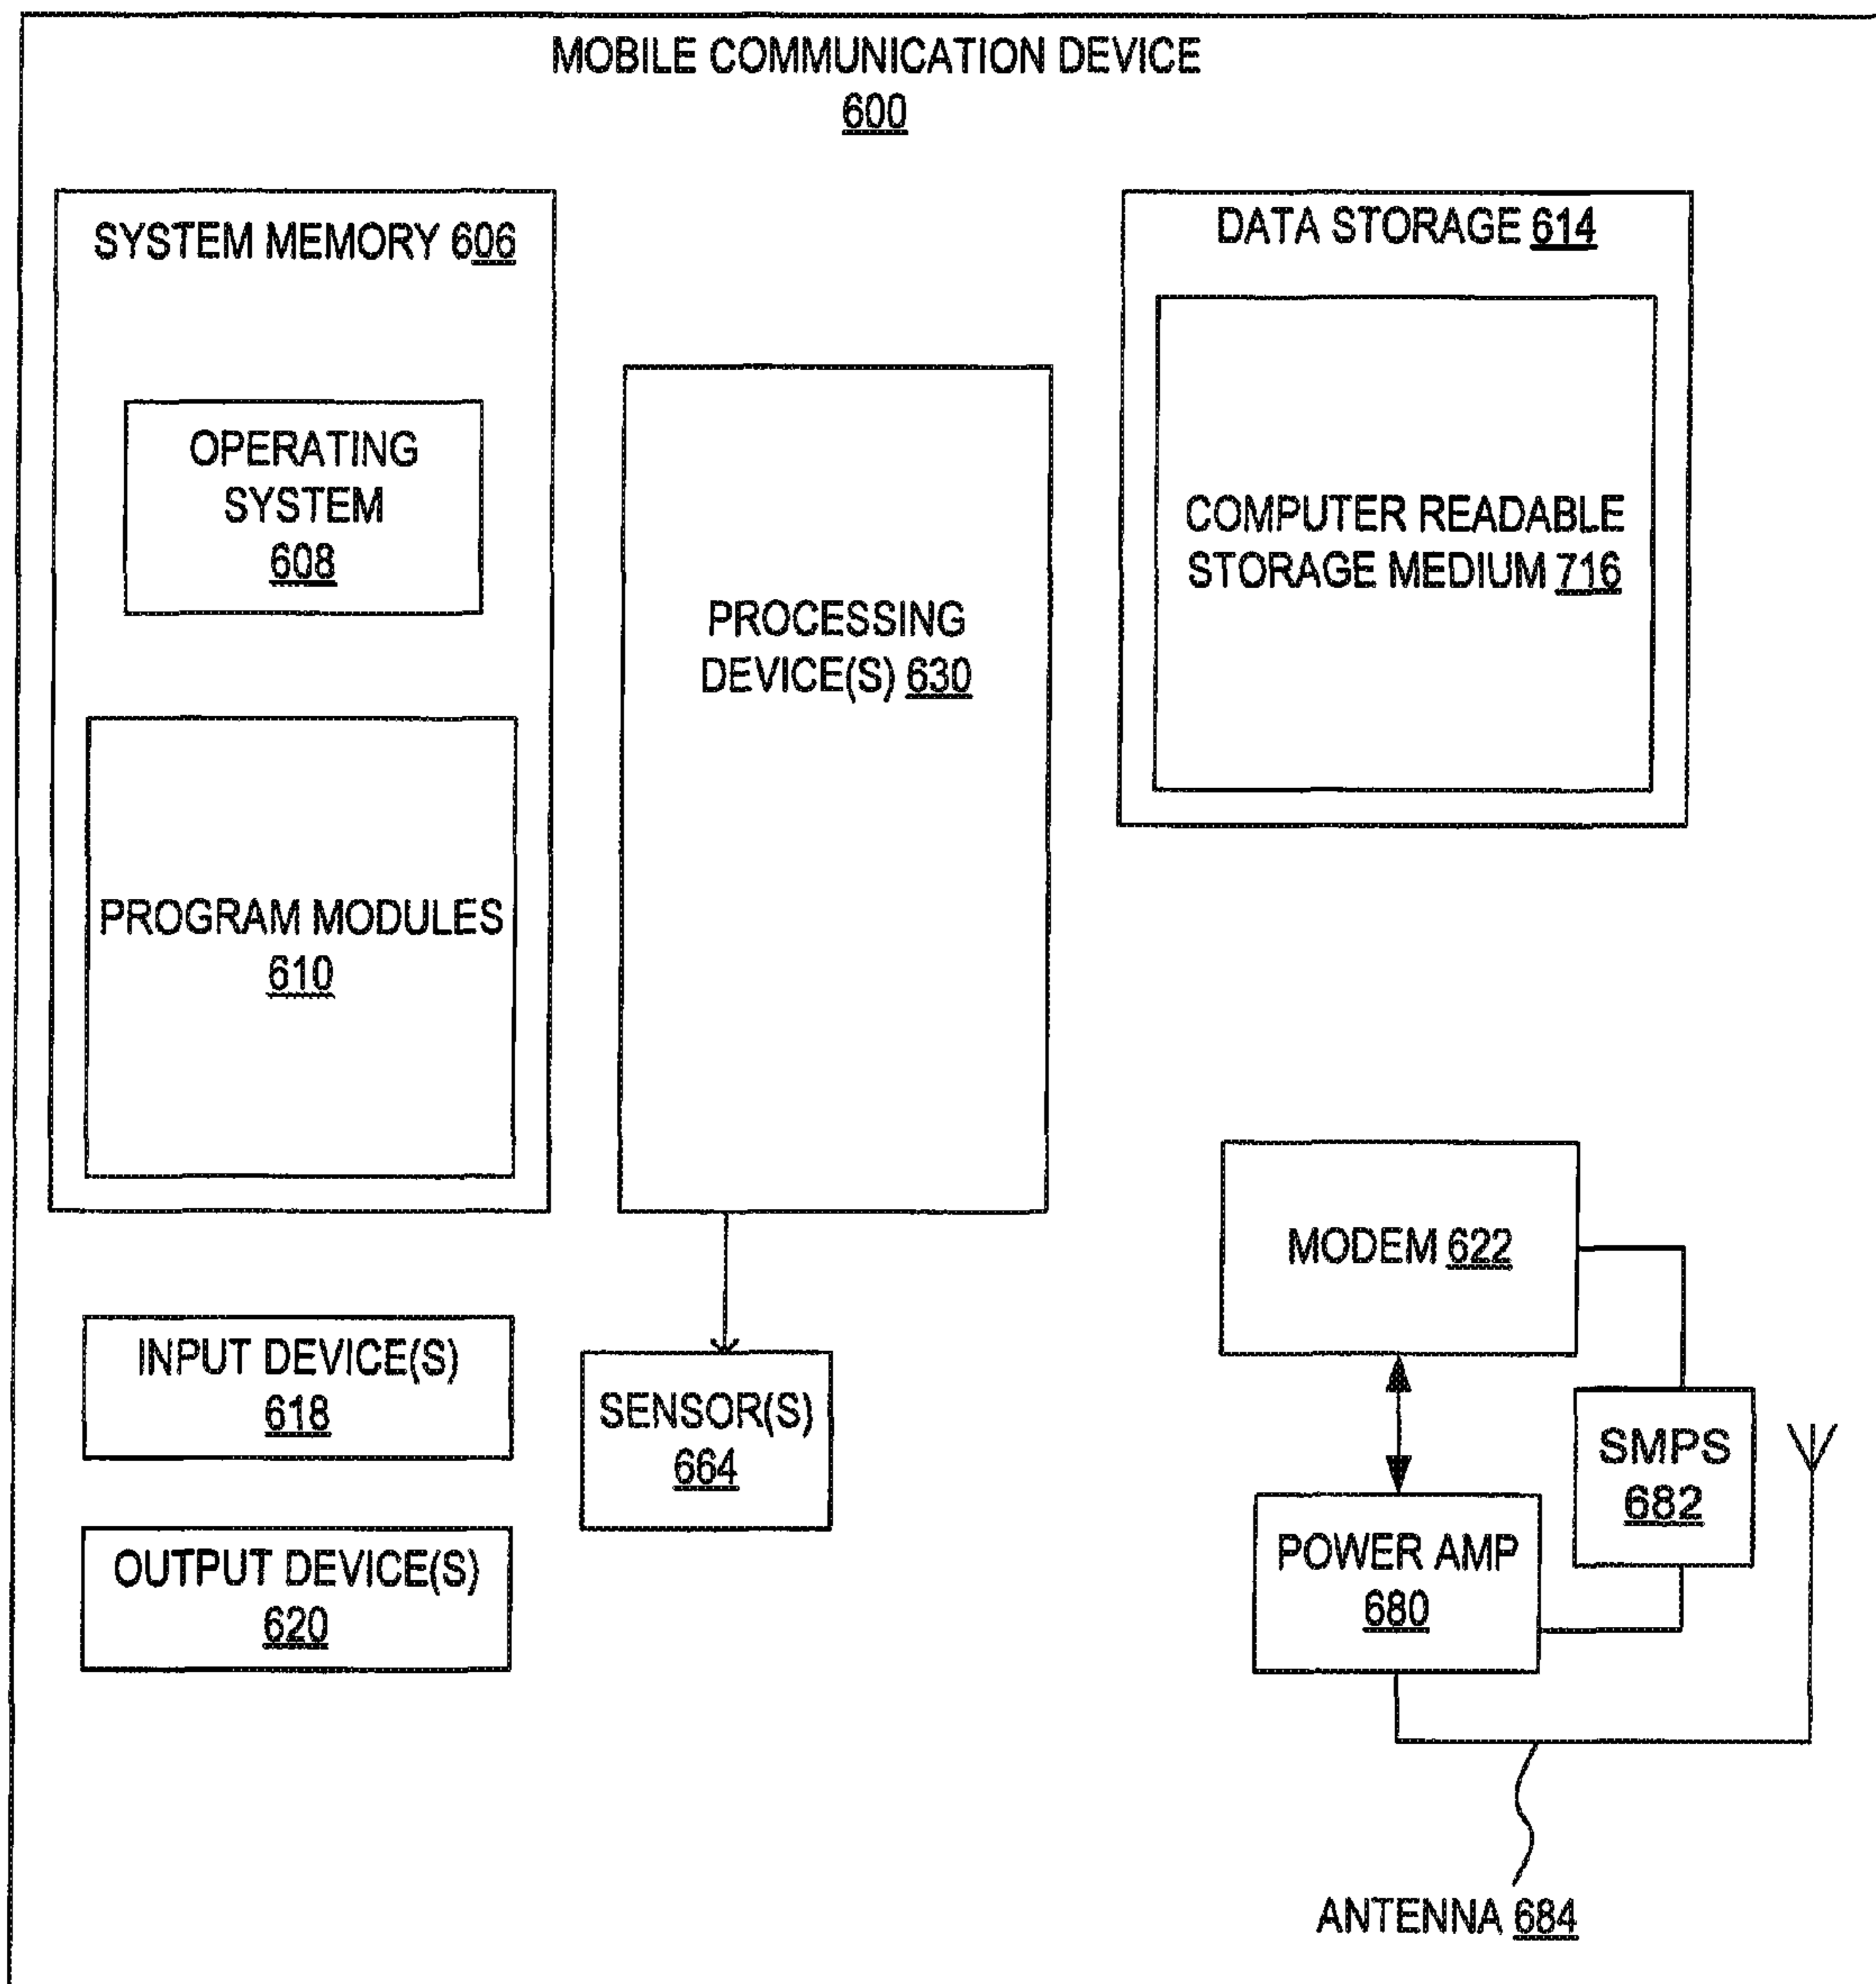 MOBILE COMMUNICATION DEVICE
600
SYSTEM MEMORY 606
OPERATING
SYSTEM
608
PROGRAM MODULES
610
PROCESSING
DEVICE(S) 630
DATA STORAGE 614
COMPUTER READABLE
STORAGE MEDIUM 716
INPUT DEVICE(S)
618
OUTPUT DEVICE(S)
620
SENSOR(S)
664
MODEM 622
SMPS
682
POWER AMP
680
ANTENNA 684